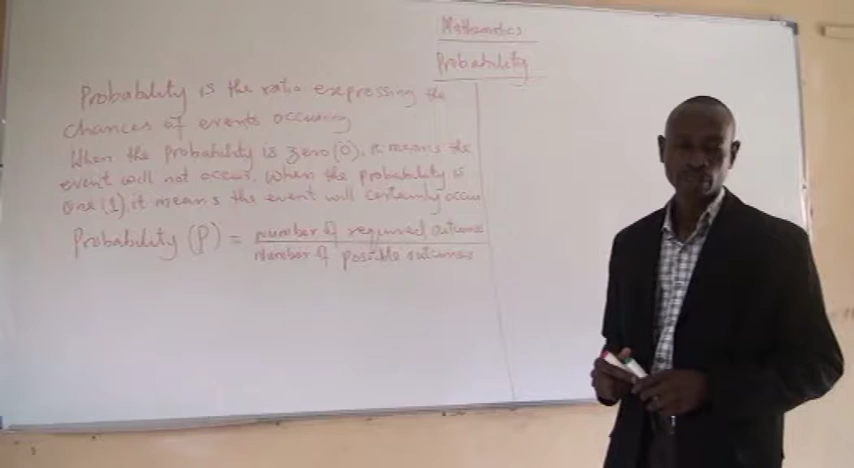 Mathematics
Probability
Probability is the ratio expressing the
chances of events occuring
When the probability is zero(0), it means the
event will not occur, when the probability is
one (1), it means the event will certainly occur
Probability (P) = number of required outcome
Number of possible outcomes